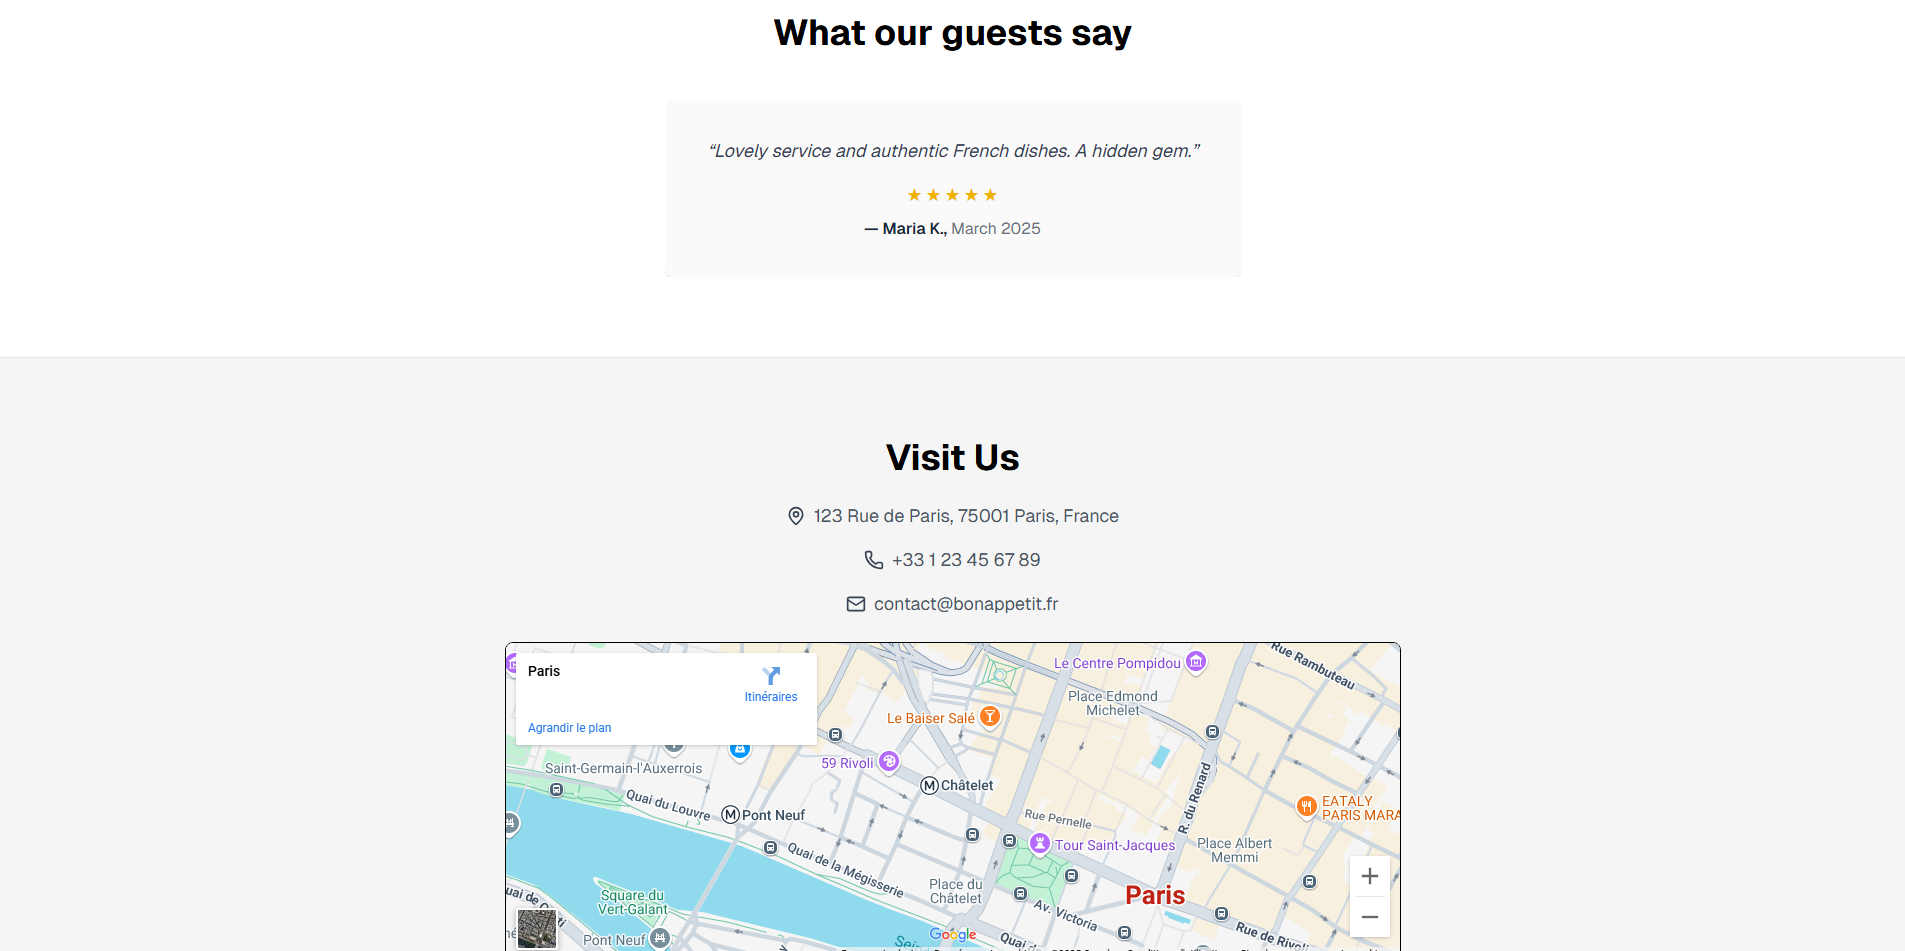 What our guests say
“Lovely service and authentic French dishes. A hidden gem.”
★★★★★
— Maria K., March 2025
Visit Us
123 Rue de Paris, 75001 Paris, France
+33 1 23 45 67 89
contact@bonappetit.fr
Paris
Itinéraires
Agrandir le plan
Le Centre Pompidou
Rue Rambuteau
Place Edmond
Michelet
Le Baiser Salé
59 Rivoli
Saint-Germain-l'Auxerrois
M Châtelet
Quai du Louvre
M Pont Neuf
R. du Renard
EATALY
PARIS MARA
Rue Pernelle
Tour Saint-Jacques
Place Albert
Memmi
Quai de la Mégisserie
Place du
Châtelet
Paris
Square du
Vert-Galant
Av. Victoria
Pont Neuf
Google
Rue de Rivo